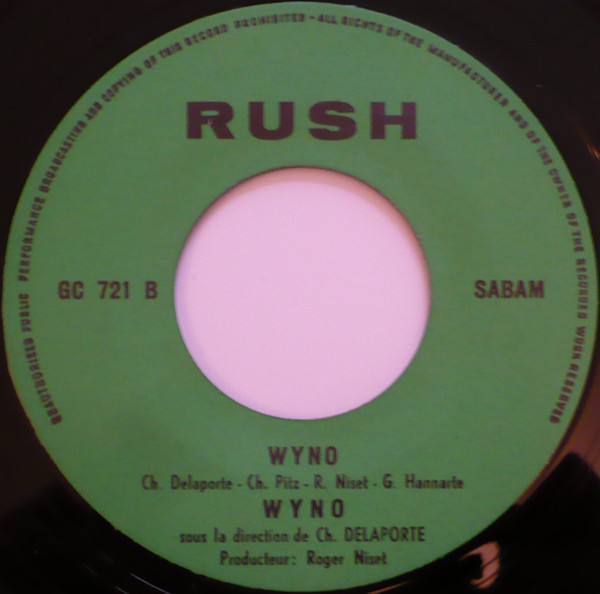 UNAUTHORISED PUBLIC PERFORMANCE BROADCASTING AND COPYING OF THIS RECORD PROHIBITED - ALL RIGHTS OF THE MANUFACTURER AND OF THE OWNER OF THE RECORDED WORK RESERVED
RUSH
GC 721 B
SABAM
WYNO
Ch. Delaporte - Ch. Pitz - R. Niset - G. Hannarte
WYNO
sous la direction de Ch. DELAPORTE
Producteur: Roger Niset